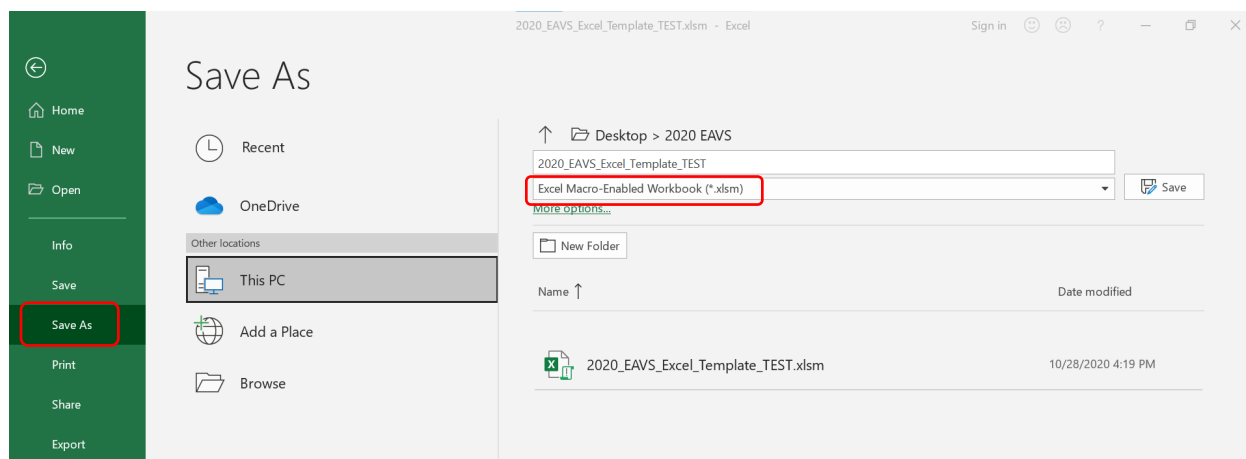 2020_EAVS_Excel_Template_TEST.xlsm - Excel
Sign in
?
Save As
Home
New
Open
Info
Save
Save As
Print
Share
Export
Recent
OneDrive
Other locations
This PC
Add a Place
Browse
Desktop > 2020 EAVS
2020_EAVS_Excel_Template_TEST
Excel Macro-Enabled Workbook (*.xlsm)
Save
More options...
New Folder
Name ↑ Date modified
2020_EAVS_Excel_Template_TEST.xlsm 10/28/2020 4:19 PM